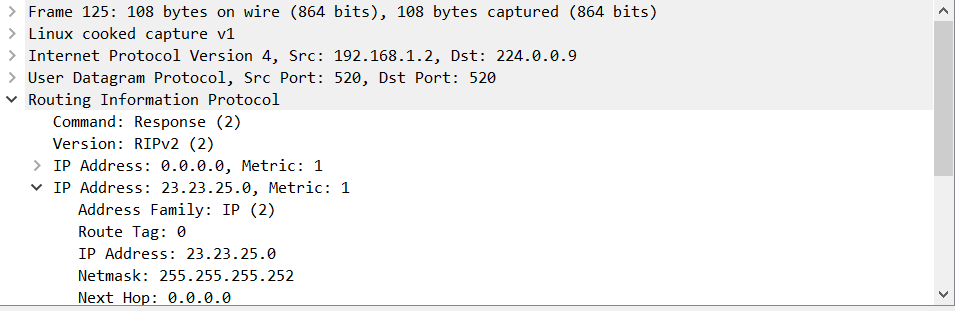 Frame 125: 108 bytes on wire (864 bits), 108 bytes captured (864 bits)
Linux cooked capture v1
Internet Protocol Version 4, Src: 192.168.1.2, Dst: 224.0.0.9
User Datagram Protocol, Src Port: 520, Dst Port: 520
Routing Information Protocol
Command: Response (2)
Version: RIPv2 (2)
IP Address: 0.0.0.0, Metric: 1
IP Address: 23.23.25.0, Metric: 1
Address Family: IP (2)
Route Tag: 0
IP Address: 23.23.25.0
Netmask: 255.255.255.252
Next Hop: 0.0.0.0